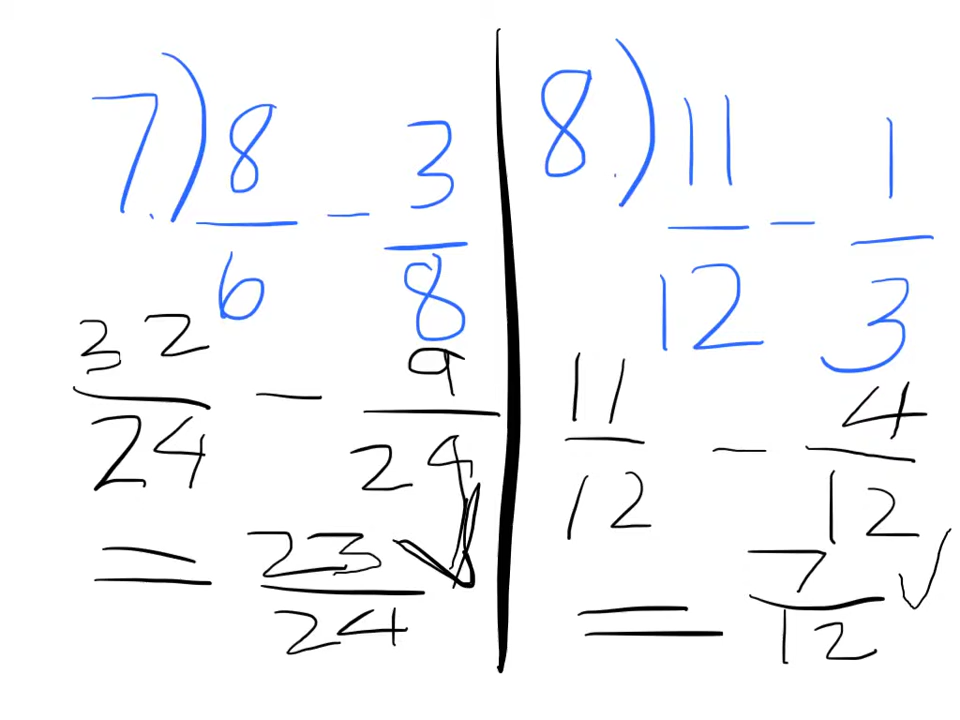 7.) 8/6 - 3/8
32/24 - 9/24
= 23/24 ✓
8.) 11/12 - 1/3
11/12 - 4/12
= 7/12 ✓